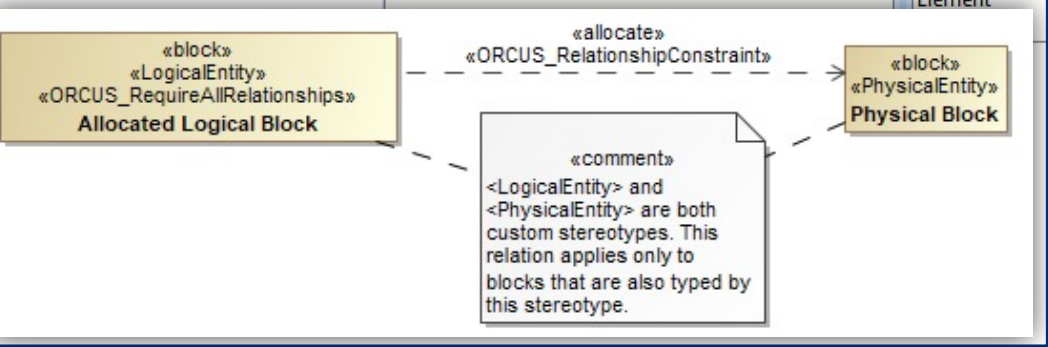 Element
«block»
«LogicalEntity»
«ORCUS_RequireAllRelationships»
Allocated Logical Block
«allocate»
«ORCUS_RelationshipConstraint»
«block»
«PhysicalEntity»
Physical Block
«comment»
<LogicalEntity> and
<PhysicalEntity> are both
custom stereotypes. This
relation applies only to
blocks that are also typed by
this stereotype.